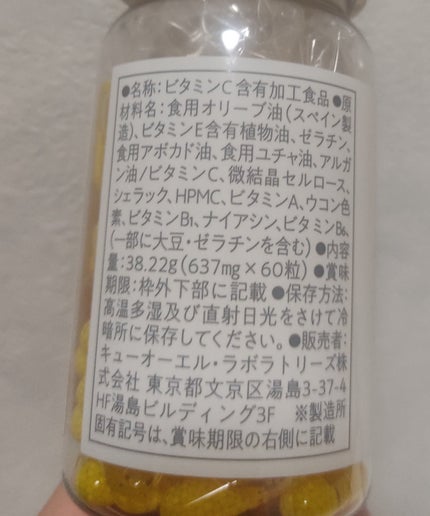 ●名称:ビタミンC含有加工食品●原
材料名:食用オリーブ油(スペイン製
造)、ビタミンE含有植物油、ゼラチン、
食用アボカド油、食用ユチャ油、アルガ
ン油/ビタミンC、微結晶セルロース、
シェラック、HPMC、ビタミンA、ウコン色
素、ビタミンB₁、ナイアシン、ビタミンB₆、
(一部に大豆・ゼラチンを含む)●内容
量:38.22g(637mg×60粒)●賞味
期限:枠外下部に記載●保存方法:
高温多湿及び直射日光をさけて冷
暗所に保存してください。●販売者:
キューオーエル・ラボラトリーズ株
式会社 東京都文京区湯島3-37-4
HF湯島ビルディング3F ※製造所
固有記号は、賞味期限の右側に記載